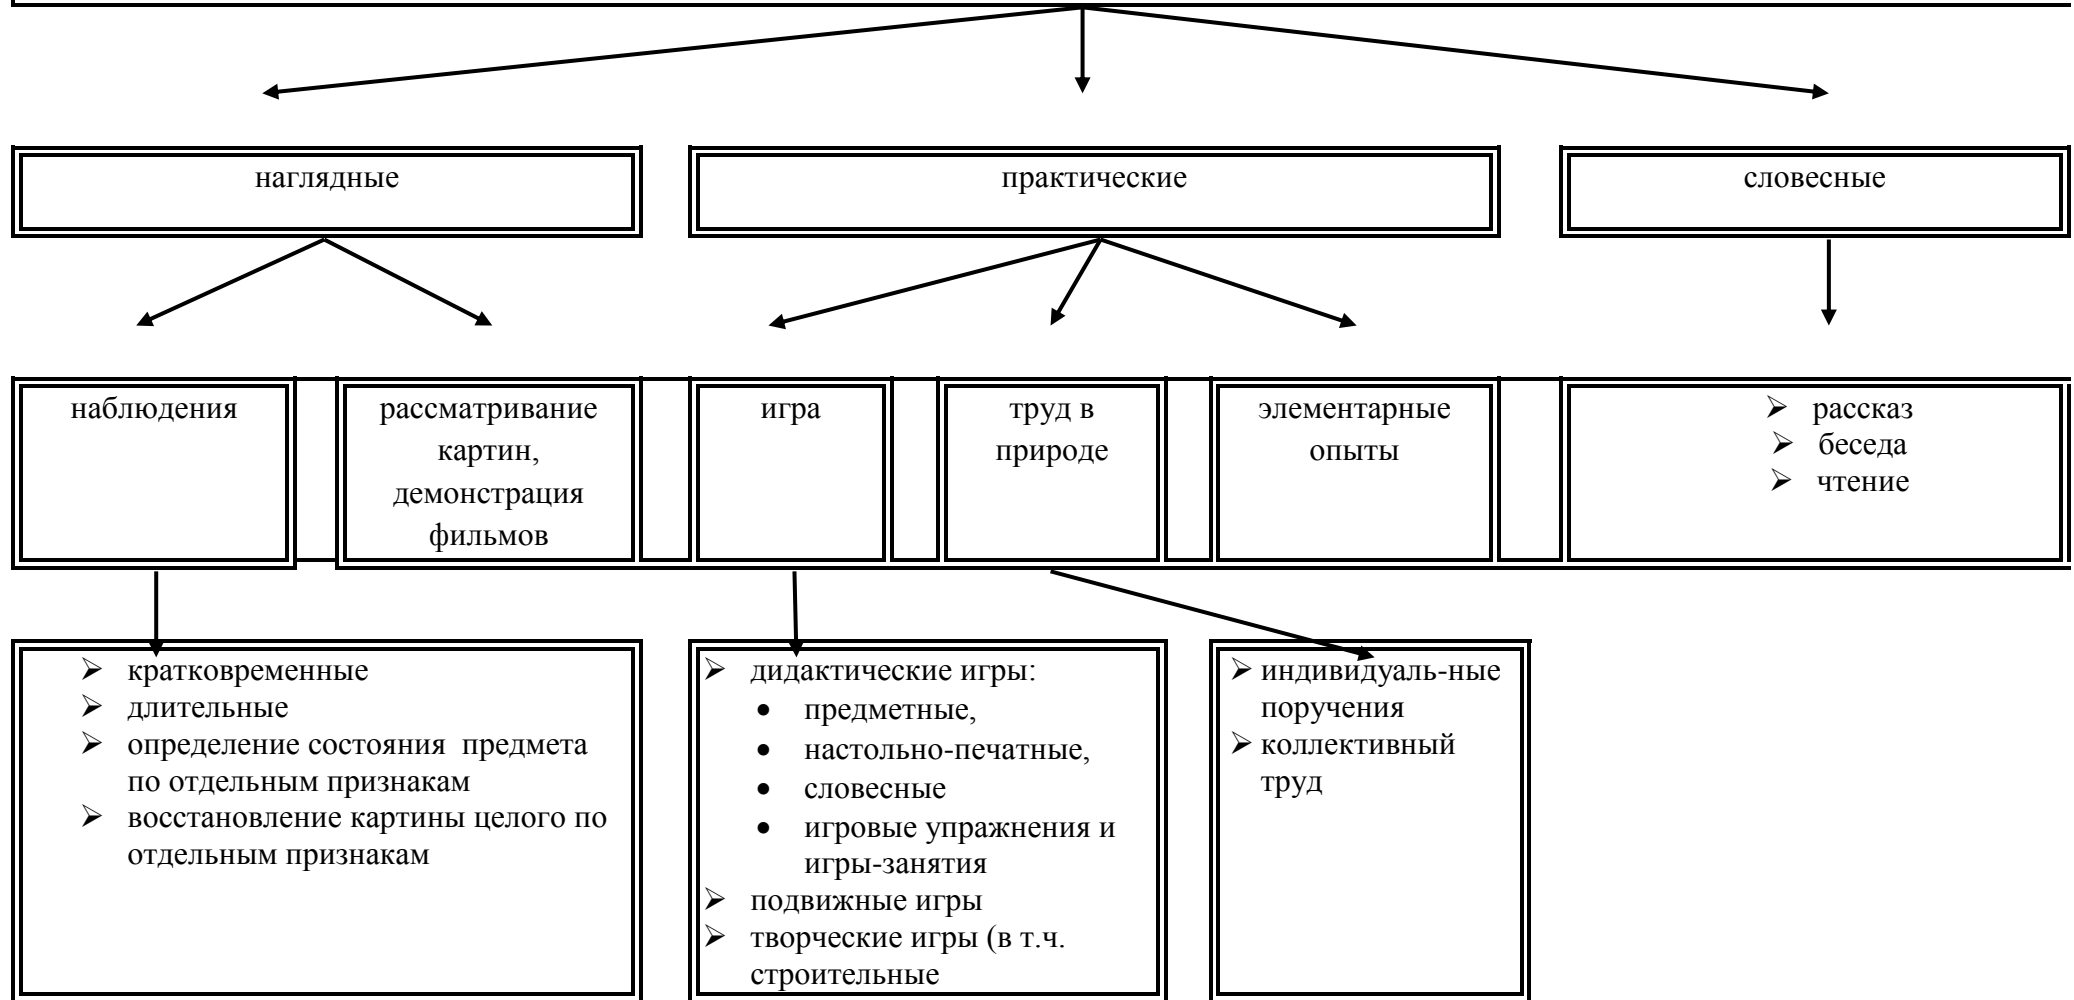 наглядные
практические
словесные
наблюдения
рассматривание
картин,
демонстрация
фильмов
игра
труд в
природе
элементарные
опыты
➢ рассказ
➢ беседа
➢ чтение
➢ кратковременные
➢ длительные
➢ определение состояния предмета
по отдельным признакам
➢ восстановление картины целого по
отдельным признакам
➢ дидактические игры:
• предметные,
• настольно-печатные,
• словесные
• игровые упражнения и
игры-занятия
➢ подвижные игры
➢ творческие игры (в т.ч.
строительные
➢ индивидуаль-ные
поручения
➢ коллективный
труд